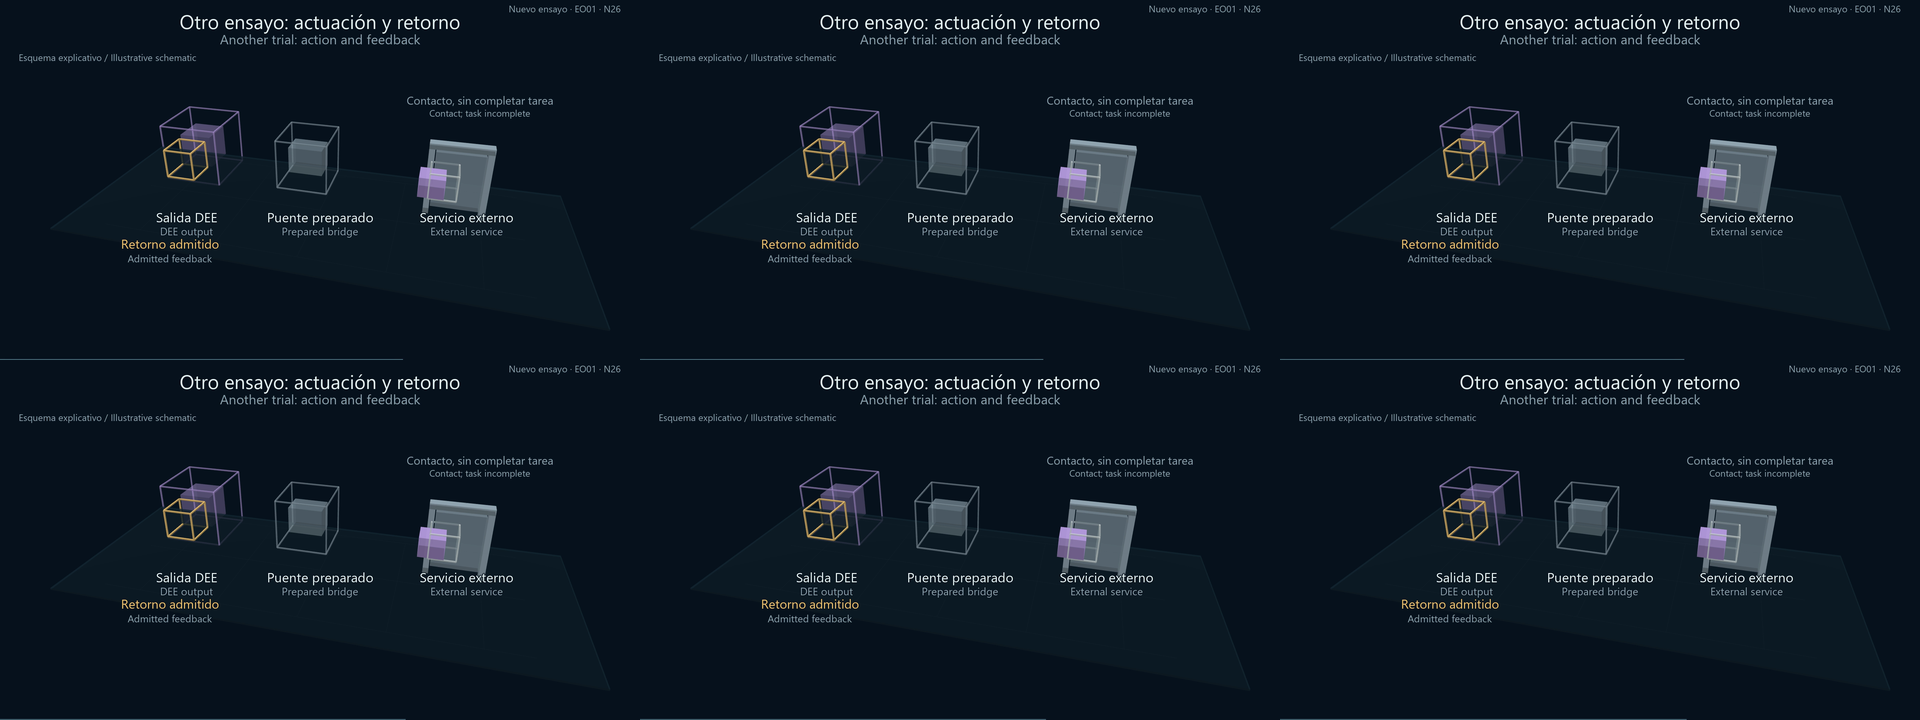 Nuevo ensayo · EO01 · N26
Otro ensayo: actuación y retorno
Another trial: action and feedback
Esquema explicativo / Illustrative schematic
Contacto, sin completar tarea
Contact; task incomplete
Salida DEE
DEE output
Retorno admitido
Admitted feedback
Puente preparado
Prepared bridge
Servicio externo
External service
Nuevo ensayo · EO01 · N26
Otro ensayo: actuación y retorno
Another trial: action and feedback
Esquema explicativo / Illustrative schematic
Contacto, sin completar tarea
Contact; task incomplete
Salida DEE
DEE output
Retorno admitido
Admitted feedback
Puente preparado
Prepared bridge
Servicio externo
External service
Nuevo ensayo · EO01 · N26
Otro ensayo: actuación y retorno
Another trial: action and feedback
Esquema explicativo / Illustrative schematic
Contacto, sin completar tarea
Contact; task incomplete
Salida DEE
DEE output
Retorno admitido
Admitted feedback
Puente preparado
Prepared bridge
Servicio externo
External service
Nuevo ensayo · EO01 · N26
Otro ensayo: actuación y retorno
Another trial: action and feedback
Esquema explicativo / Illustrative schematic
Contacto, sin completar tarea
Contact; task incomplete
Salida DEE
DEE output
Retorno admitido
Admitted feedback
Puente preparado
Prepared bridge
Servicio externo
External service
Nuevo ensayo · EO01 · N26
Otro ensayo: actuación y retorno
Another trial: action and feedback
Esquema explicativo / Illustrative schematic
Contacto, sin completar tarea
Contact; task incomplete
Salida DEE
DEE output
Retorno admitido
Admitted feedback
Puente preparado
Prepared bridge
Servicio externo
External service
Nuevo ensayo · EO01 · N26
Otro ensayo: actuación y retorno
Another trial: action and feedback
Esquema explicativo / Illustrative schematic
Contacto, sin completar tarea
Contact; task incomplete
Salida DEE
DEE output
Retorno admitido
Admitted feedback
Puente preparado
Prepared bridge
Servicio externo
External service